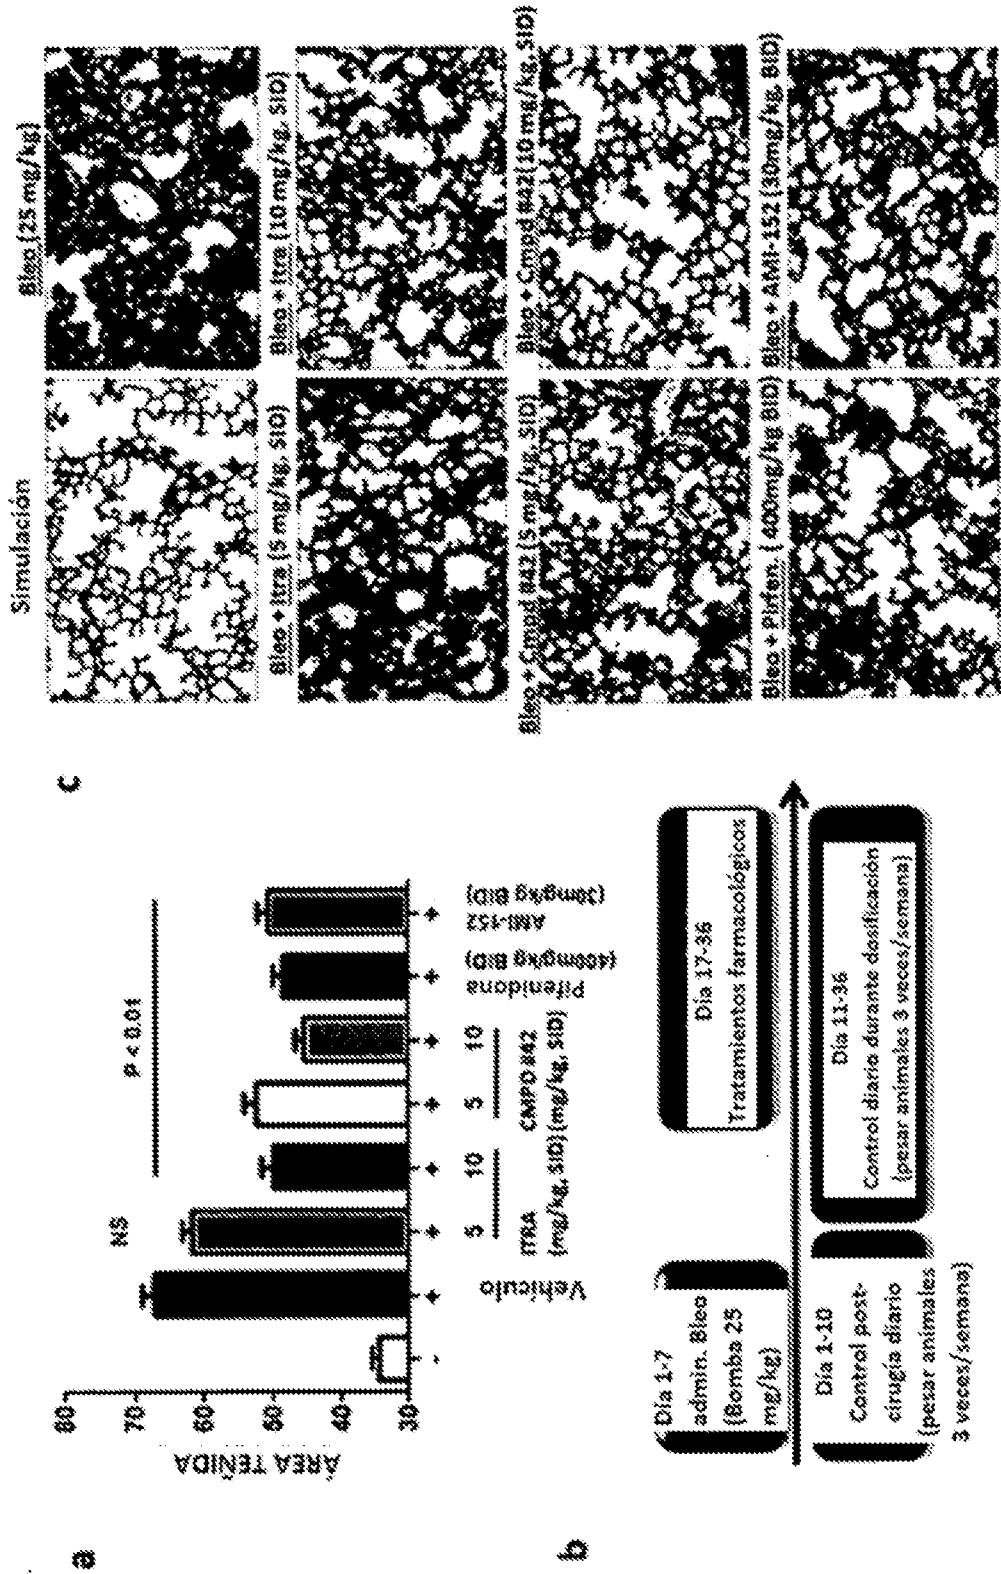 a
ÁREA TEÑIDA
80
70
60
50
40
30
NS
P < 0.01
- + + + + + + +
Vehículo
5 10
ITRA
(mg/kg, SID)
5 10
CMPD #42
(mg/kg, SID)
Pifenidona
(400mg/kg BID)
AMI-152
(30mg/kg BID)
b
Día 1-7
admin. Bleo
(Bomba 25
mg/kg)
Día 17-36
Tratamientos farmacológicos
Día 1-10
Control post-
cirugía diario
(pesar animales
3 veces/semana)
Día 11-36
Control diario durante dosificación
(pesar animales 3 veces/semana)
c
Simulación
Bleo (25 mg/kg)
Bleo + Itra (5 mg/kg, SID)
Bleo + Itra (10 mg/kg, SID)
Bleo + Cmpd #42 (5 mg/kg, SID)
Bleo + Cmpd #42 (10 mg/kg, SID)
Bleo + Pirfen. ( 400mg/kg BID)
Bleo + AMI-152 (30mg/kg, BID)